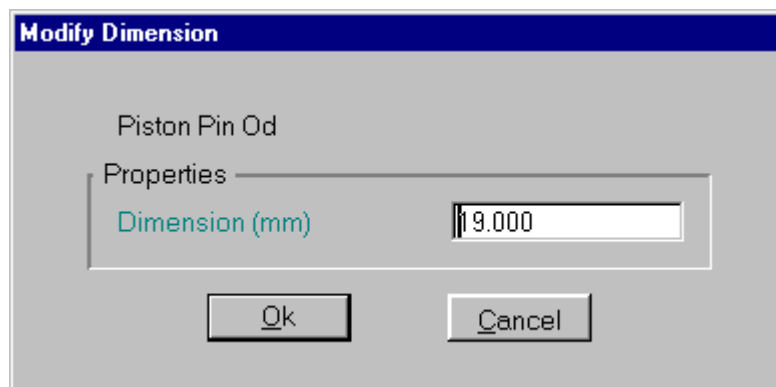 Modify Dimension
Piston Pin Od
Properties
Dimension (mm) 19.000
Ok Cancel